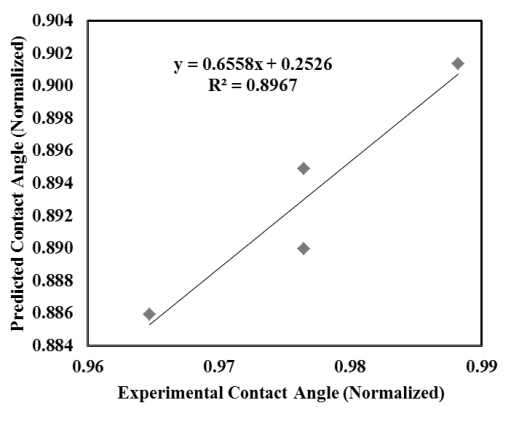 0.904
0.902
0.900
0.898
0.896
0.894
0.892
0.890
0.888
0.886
0.884
Predicted Contact Angle (Normalized)
y = 0.6558x + 0.2526
R² = 0.8967
0.96 0.97 0.98 0.99
Experimental Contact Angle (Normalized)